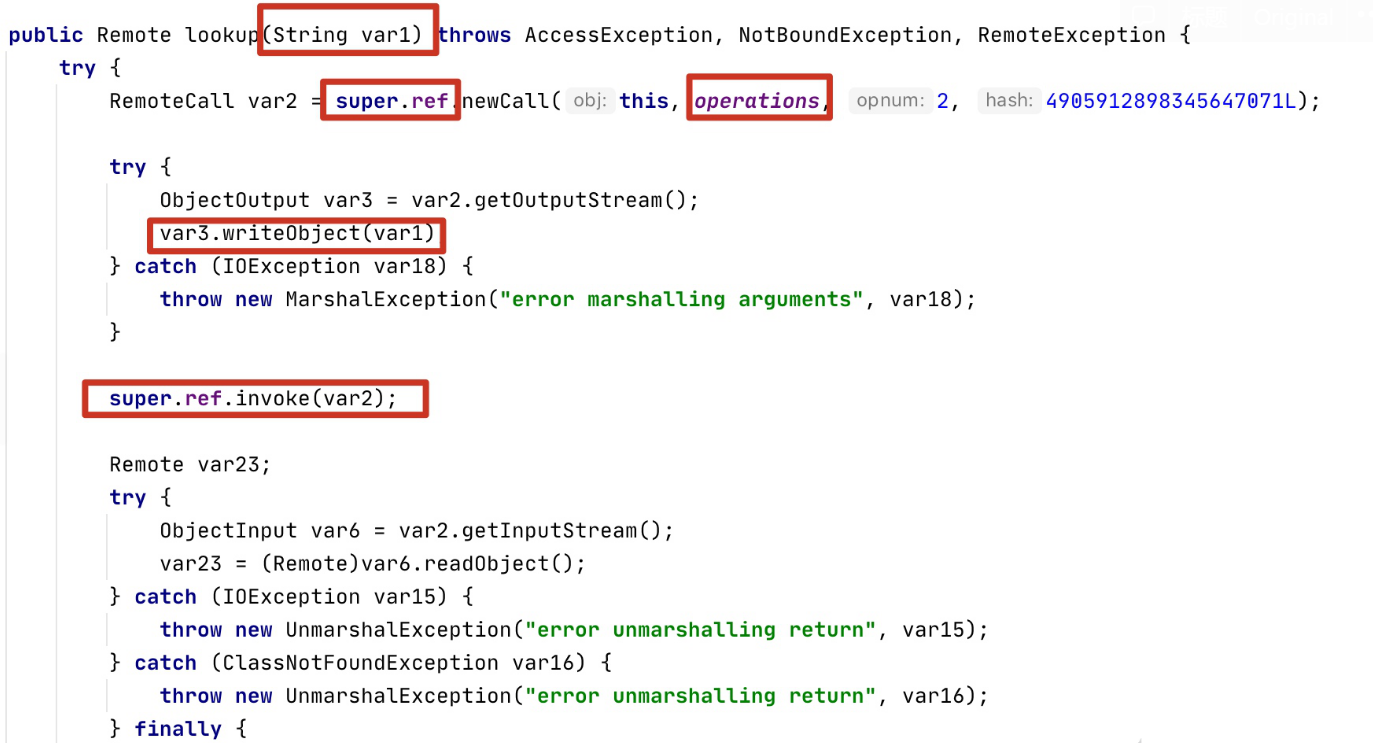 public Remote lookup(String var1) throws AccessException, NotBoundException, RemoteException {
try {
RemoteCall var2 = super.ref.newCall( obj: this, operations, opnum: 2, hash: 4905912898345647071L);
try {
ObjectOutput var3 = var2.getOutputStream();
var3.writeObject(var1)
} catch (IOException var18) {
throw new MarshalException("error marshalling arguments", var18);
}
super.ref.invoke(var2);
Remote var23;
try {
ObjectInput var6 = var2.getInputStream();
var23 = (Remote)var6.readObject();
} catch (IOException var15) {
throw new UnmarshalException("error unmarshalling return", var15);
} catch (ClassNotFoundException var16) {
throw new UnmarshalException("error unmarshalling return", var16);
} finally {